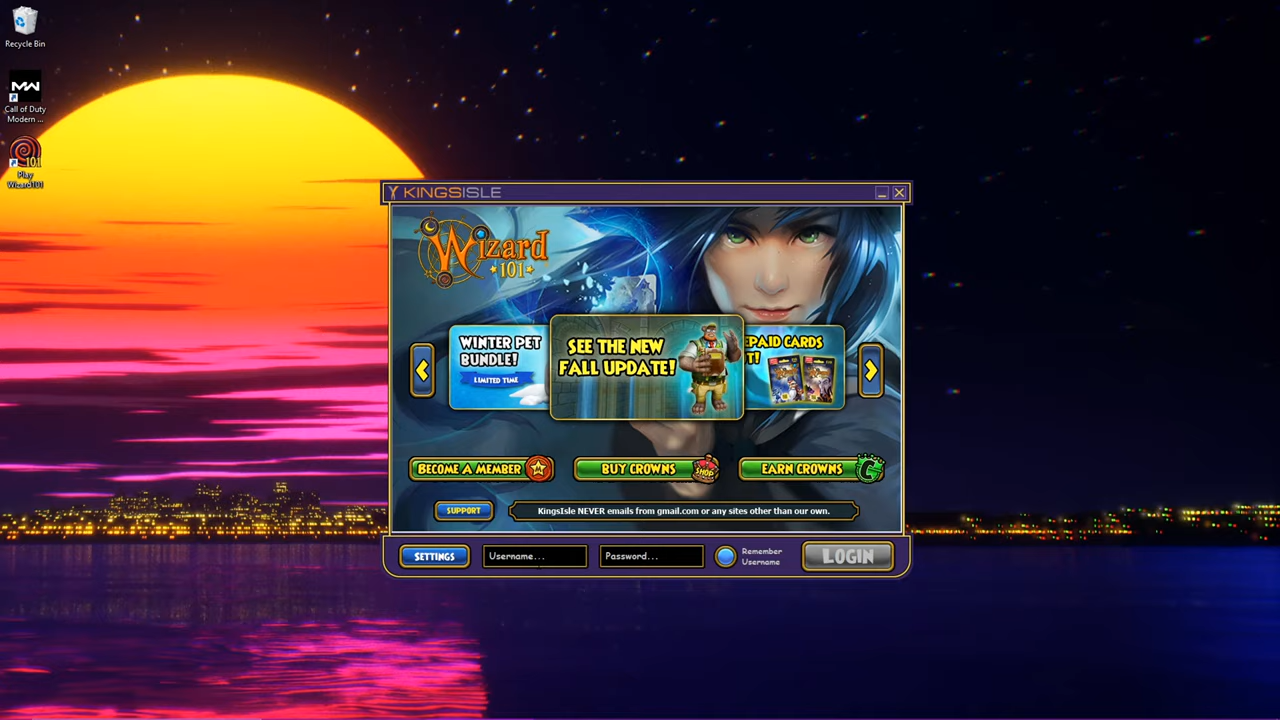 Recycle Bin
Call of Duty
Modern ...
Play
Wizard101
KINGSISLE
Wizard
101
WINTER PET
BUNDLE!
LIMITED TIME
SEE THE NEW
FALL UPDATE!
EPAID CARDS
T!
BECOME A MEMBER
BUY CROWNS
SHOP
EARN CROWNS
SUPPORT
KingsIsle NEVER emails from gmail.com or any sites other than our own.
SETTINGS
Username...
Password...
Remember
Username
LOGIN